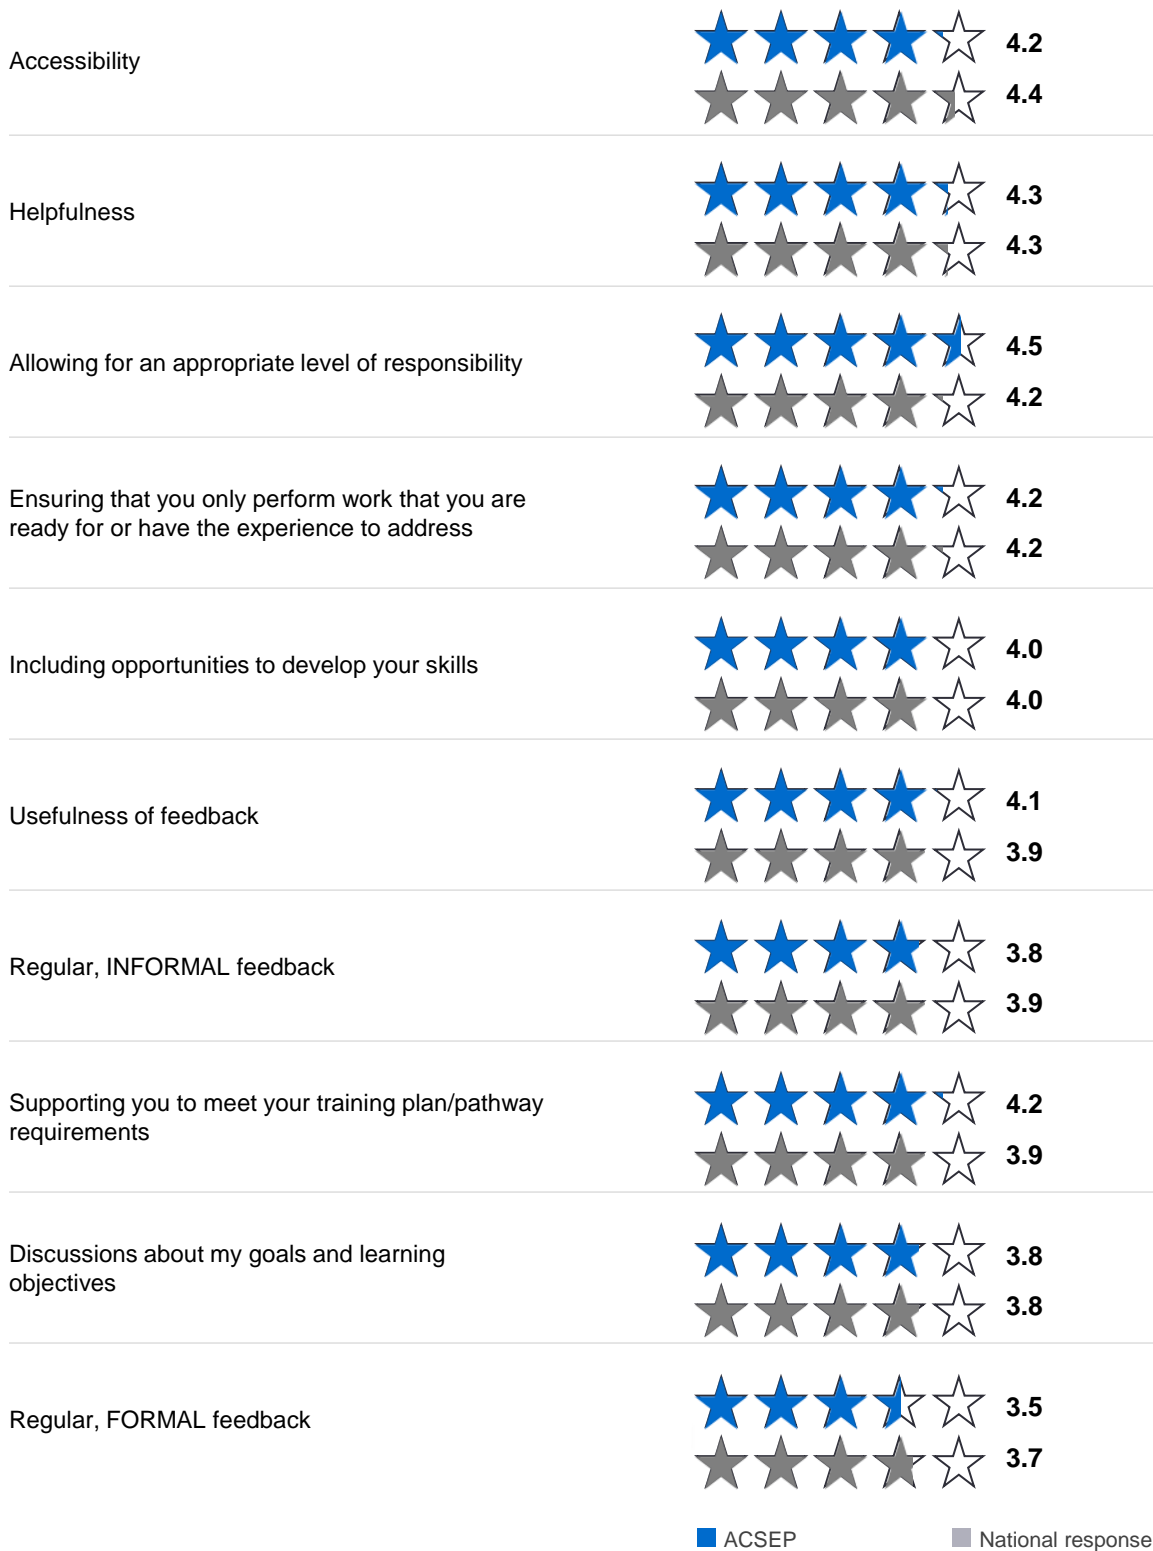 Accessibility
4.2
4.4
Helpfulness
4.3
4.3
Allowing for an appropriate level of responsibility
4.5
4.2
Ensuring that you only perform work that you are
ready for or have the experience to address
4.2
4.2
Including opportunities to develop your skills
4.0
4.0
Usefulness of feedback
4.1
3.9
Regular, INFORMAL feedback
3.8
3.9
Supporting you to meet your training plan/pathway
requirements
4.2
3.9
Discussions about my goals and learning
objectives
3.8
3.8
Regular, FORMAL feedback
3.5
3.7
ACSEP
National response